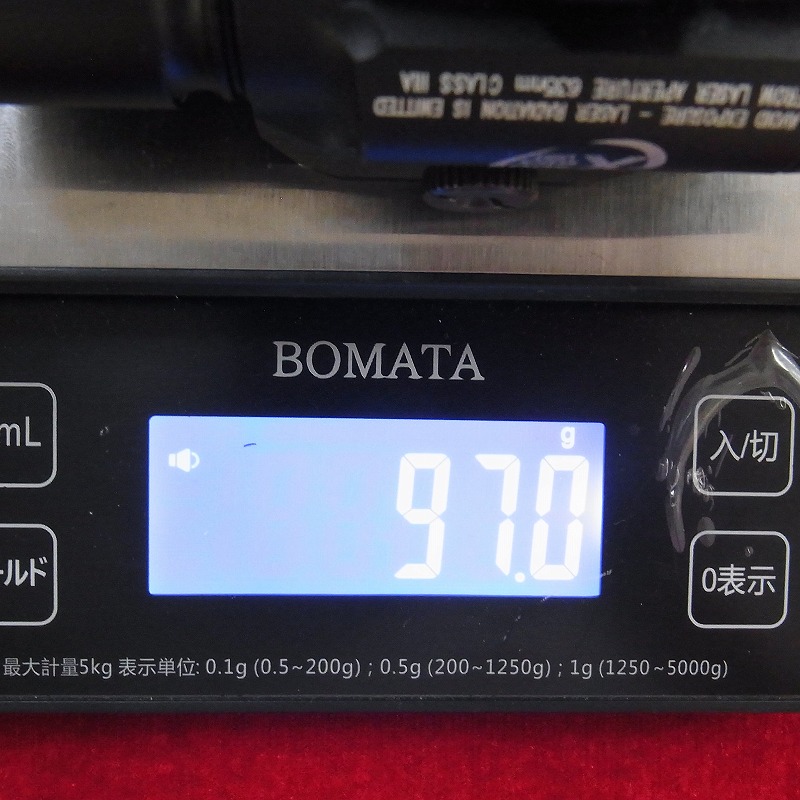 AVOID EXPOSURE - LASER RADIATION IS EMITTED
FROM LASER APERTURE 635nm CLASS IIIA
BOMATA
mL
g
97.0
入/切
ールド
0表示
最大計量5kg 表示単位: 0.1g (0.5~200g) ; 0.5g (200~1250g) ; 1g (1250~5000g)